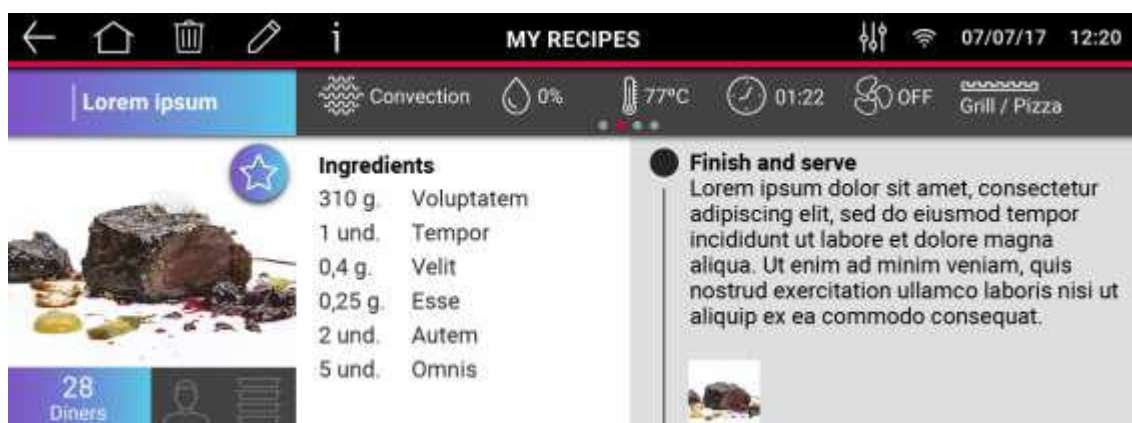 MY RECIPES
07/07/17 12:20
Lorem ipsum
Convection
0%
77ºC
01:22
OFF
Grill / Pizza
Ingredients
310 g. Voluptatem
1 und. Tempor
0,4 g. Velit
0,25 g. Esse
2 und. Autem
5 und. Omnis
28
Diners
Finish and serve
Lorem ipsum dolor sit amet, consectetur
adipiscing elit, sed do eiusmod tempor
incididunt ut labore et dolore magna
aliqua. Ut enim ad minim veniam, quis
nostrud exercitation ullamco laboris nisi ut
aliquip ex ea commodo consequat.